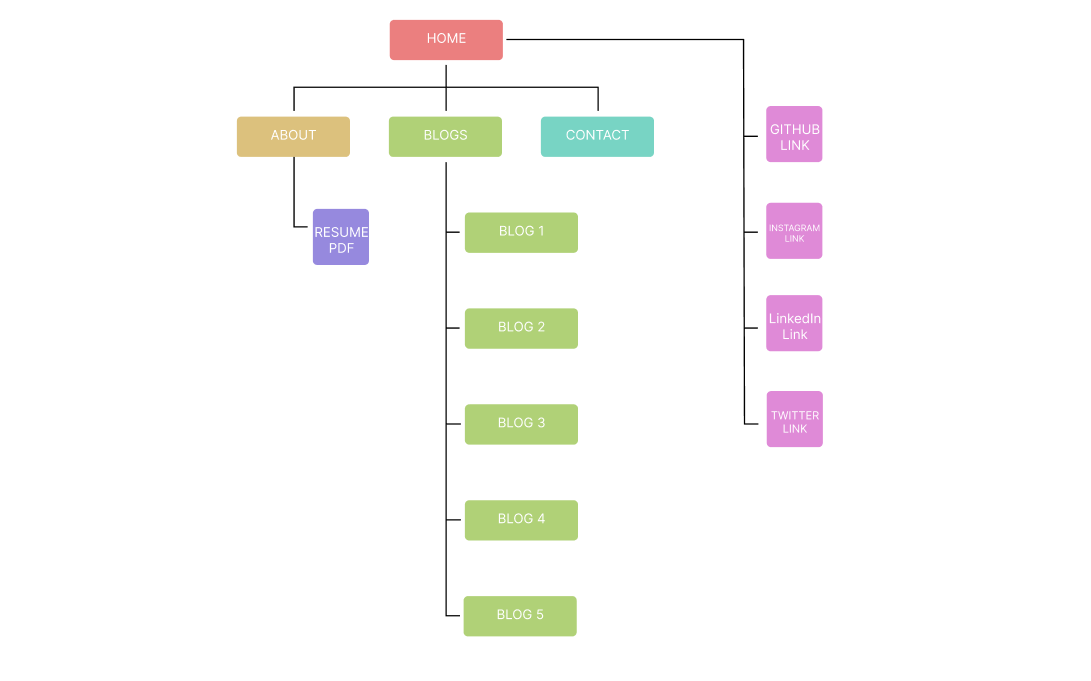 HOME
ABOUT
BLOGS
CONTACT
RESUME
PDF
BLOG 1
BLOG 2
BLOG 3
BLOG 4
BLOG 5
GITHUB
LINK
INSTAGRAM
LINK
LinkedIn
Link
TWITTER
LINK